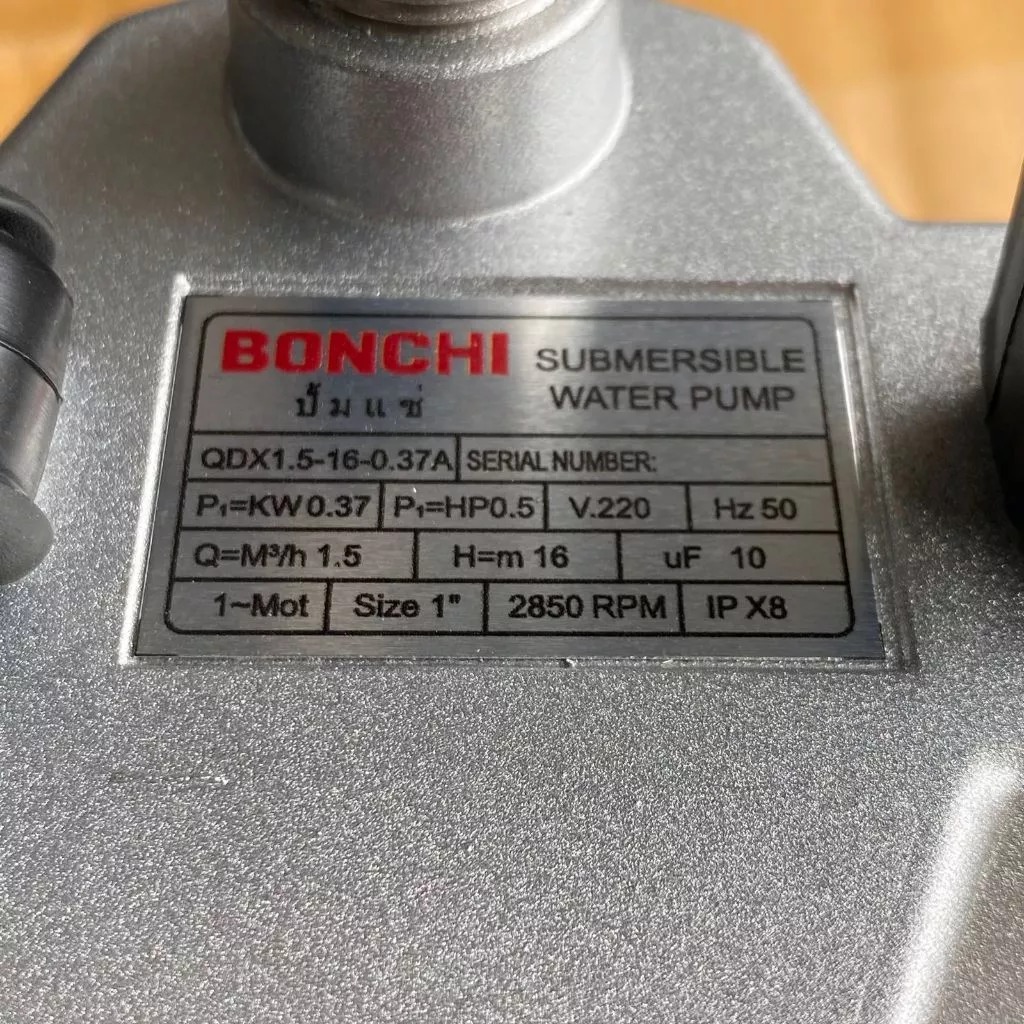 BONCHI SUBMERSIBLE
ปั๊มแช่ WATER PUMP
QDX1.5-16-0.37A SERIAL NUMBER:
P₁=KW 0.37 P₁=HP0.5 V.220 Hz 50
Q=M³/h 1.5 H=m 16 uF 10
1~Mot Size 1" 2850 RPM IP X8